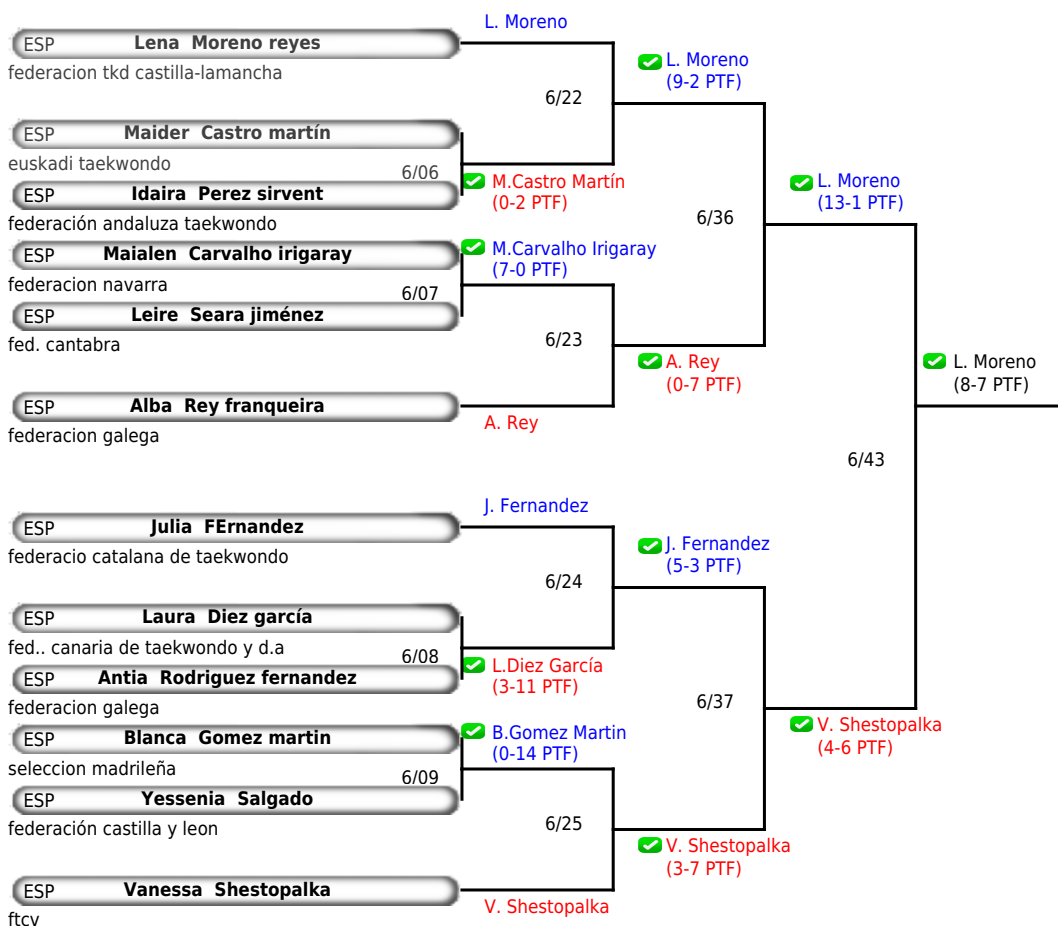 L. Moreno
ESP Lena Moreno reyes
federacion tkd castilla-lamancha
L. Moreno
(9-2 PTF)
6/22
ESP Maider Castro martín
euskadi taekwondo
6/06
M.Castro Martín
(0-2 PTF)
ESP Idaira Perez sirvent
federación andaluza taekwondo
L. Moreno
(13-1 PTF)
6/36
ESP Maialen Carvalho irigaray
federacion navarra
M.Carvalho Irigaray
(7-0 PTF)
6/07
ESP Leire Seara jiménez
fed. cantabra
6/23
A. Rey
(0-7 PTF)
L. Moreno
(8-7 PTF)
ESP Alba Rey franqueira
federacion galega
A. Rey
6/43
J. Fernandez
ESP Julia FErnandez
federacio catalana de taekwondo
J. Fernandez
(5-3 PTF)
6/24
ESP Laura Diez garcía
fed.. canaria de taekwondo y d.a
6/08
L.Diez García
(3-11 PTF)
ESP Antia Rodriguez fernandez
federacion galega
6/37
V. Shestopalka
(4-6 PTF)
ESP Blanca Gomez martin
seleccion madrileña
B.Gomez Martin
(0-14 PTF)
6/09
ESP Yessenia Salgado
federación castilla y leon
6/25
V. Shestopalka
(3-7 PTF)
ESP Vanessa Shestopalka
ftcv
V. Shestopalka